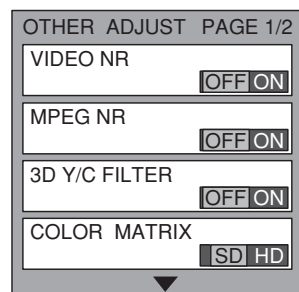 OTHER ADJUST PAGE 1/2
VIDEO NR
OFF ON
MPEG NR
OFF ON
3D Y/C FILTER
OFF ON
COLOR MATRIX
SD HD